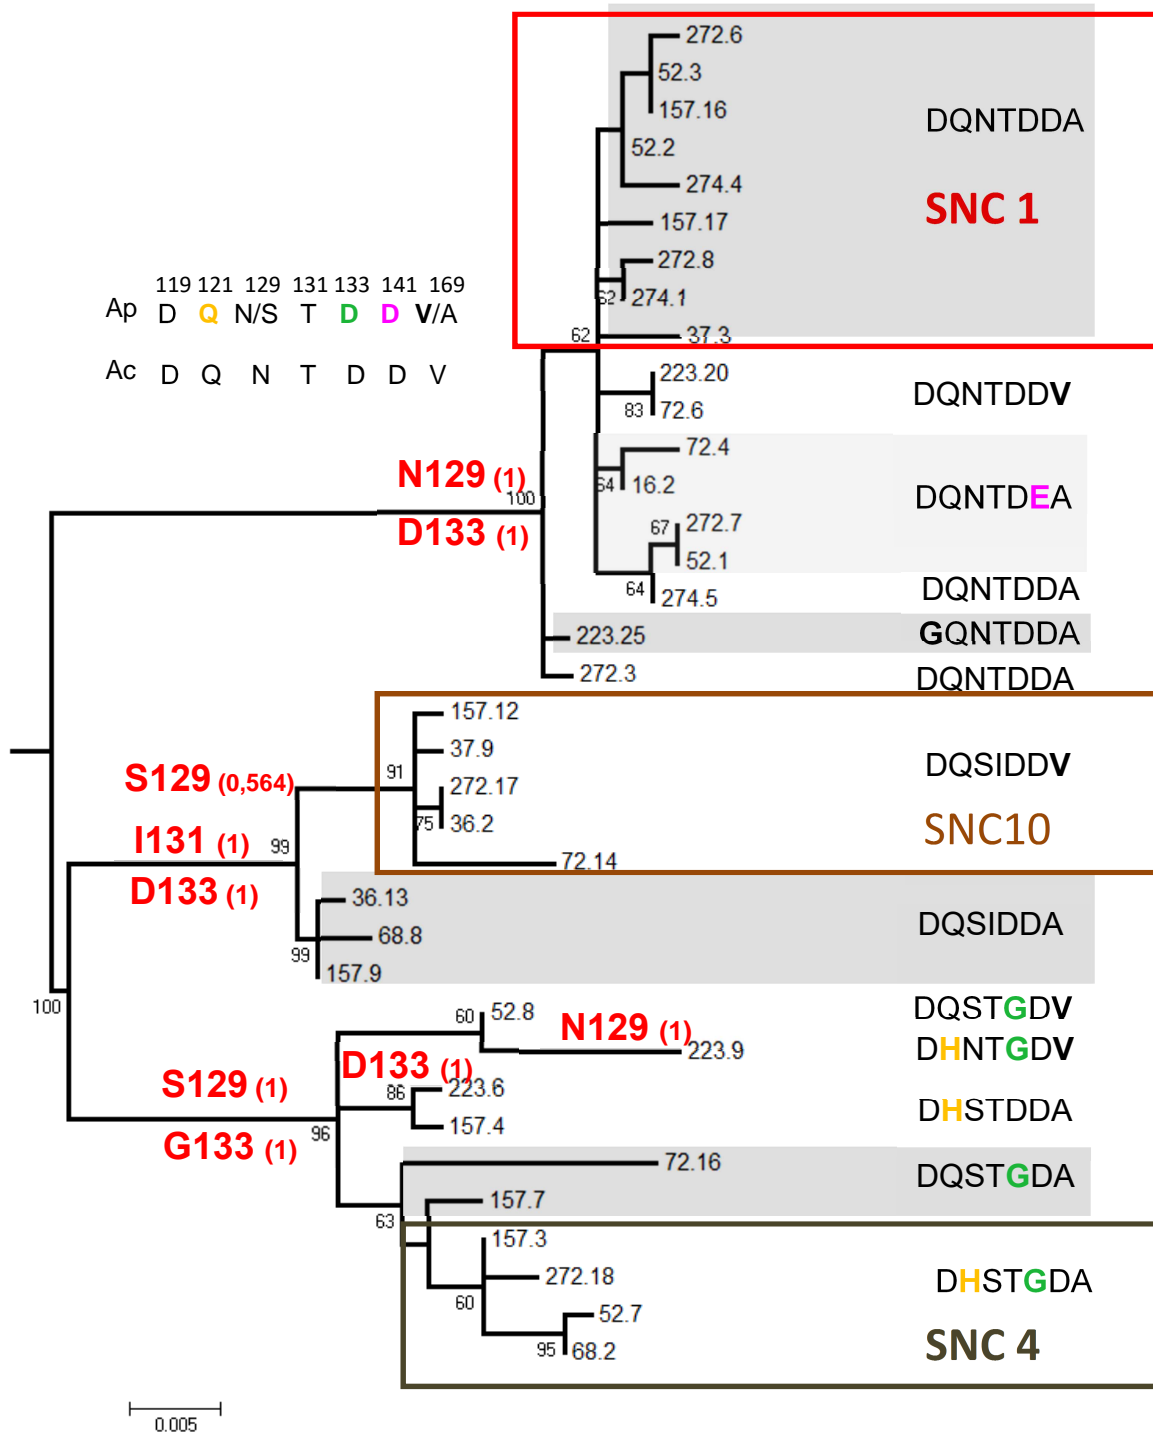 272.6
52.3
157.16
DQNTDDA
52.2
274.4
SNC 1
157.17
272.8
62
274.1
37.3
62
119 121 129 131 133 141 169
Ap D Q N/S T D D V/A
Ac D Q N T D D V
223.20
DQNTDDV
83
72.6
72.4
N129 (1)
64
16.2
DQNTDEA
100
67
272.7
D133 (1)
52.1
64
274.5
DQNTDDA
223.25
GQNTDDA
272.3
DQNTDDA
157.12
37.9
DQSIDDV
S129 (0,564)
91
272.17
75
36.2
SNC10
I131 (1)
99
72.14
D133 (1)
36.13
68.8
DQSIDDA
99
157.9
100
60
52.8
DQSTGDV
N129 (1)
223.9
DHNTGDV
D133 (1)
S129 (1)
86
223.6
157.4
DHSTDDA
G133 (1)
96
72.16
DQSTGDA
157.7
63
157.3
272.18
DHSTGDA
60
52.7
95
68.2
SNC 4
0.005